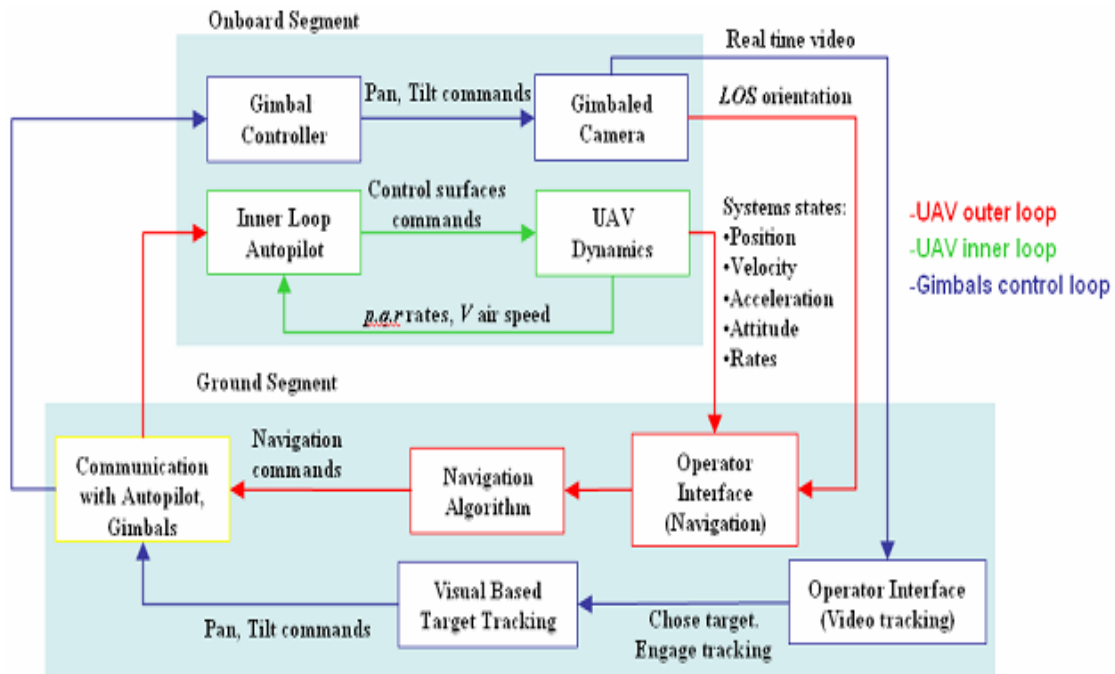 Onboard Segment
Real time video
Gimbal
Controller
Pan, Tilt commands
Gimbaled
Camera
LOS orientation
Inner Loop
Autopilot
Control surfaces
commands
UAV
Dynamics
p.q.r rates, V air speed
Systems states:
•Position
•Velocity
•Acceleration
•Attitude
•Rates
-UAV outer loop
-UAV inner loop
-Gimbals control loop
Ground Segment
Communication
with Autopilot,
Gimbals
Navigation
commands
Navigation
Algorithm
Operator
Interface
(Navigation)
Pan, Tilt commands
Visual Based
Target Tracking
Chose target.
Engage tracking
Operator Interface
(Video tracking)